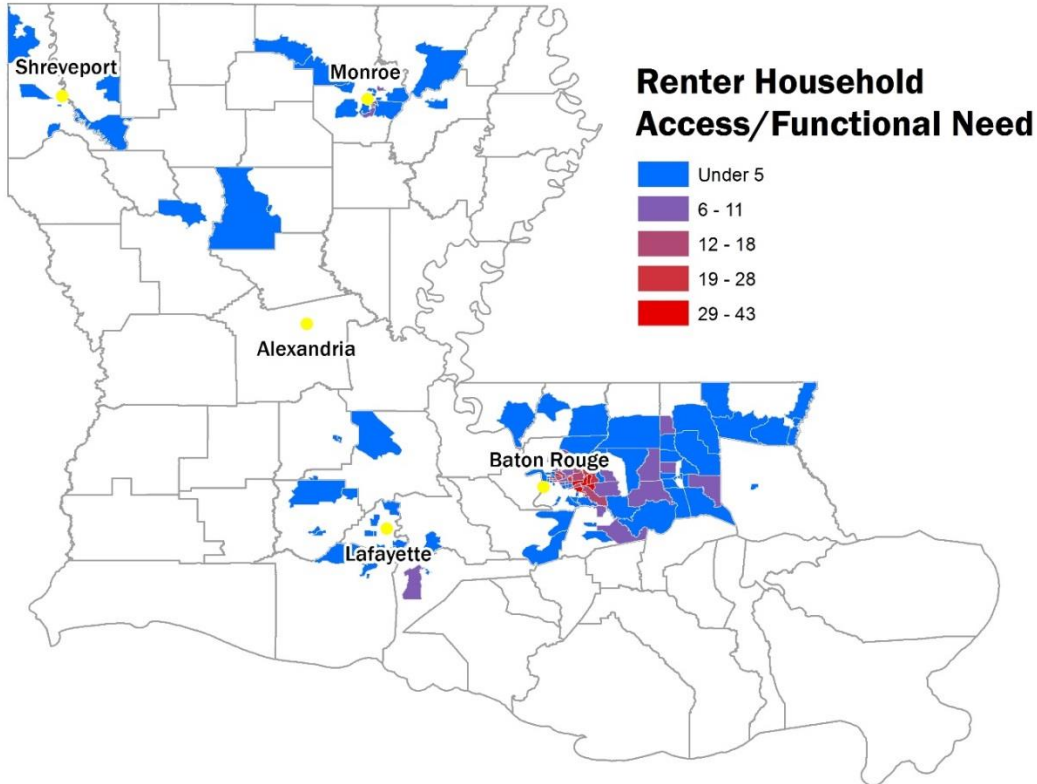 Shreveport
Monroe
Renter Household
Access/Functional Need
Under 5
6 - 11
12 - 18
19 - 28
29 - 43
Alexandria
Baton Rouge
Lafayette